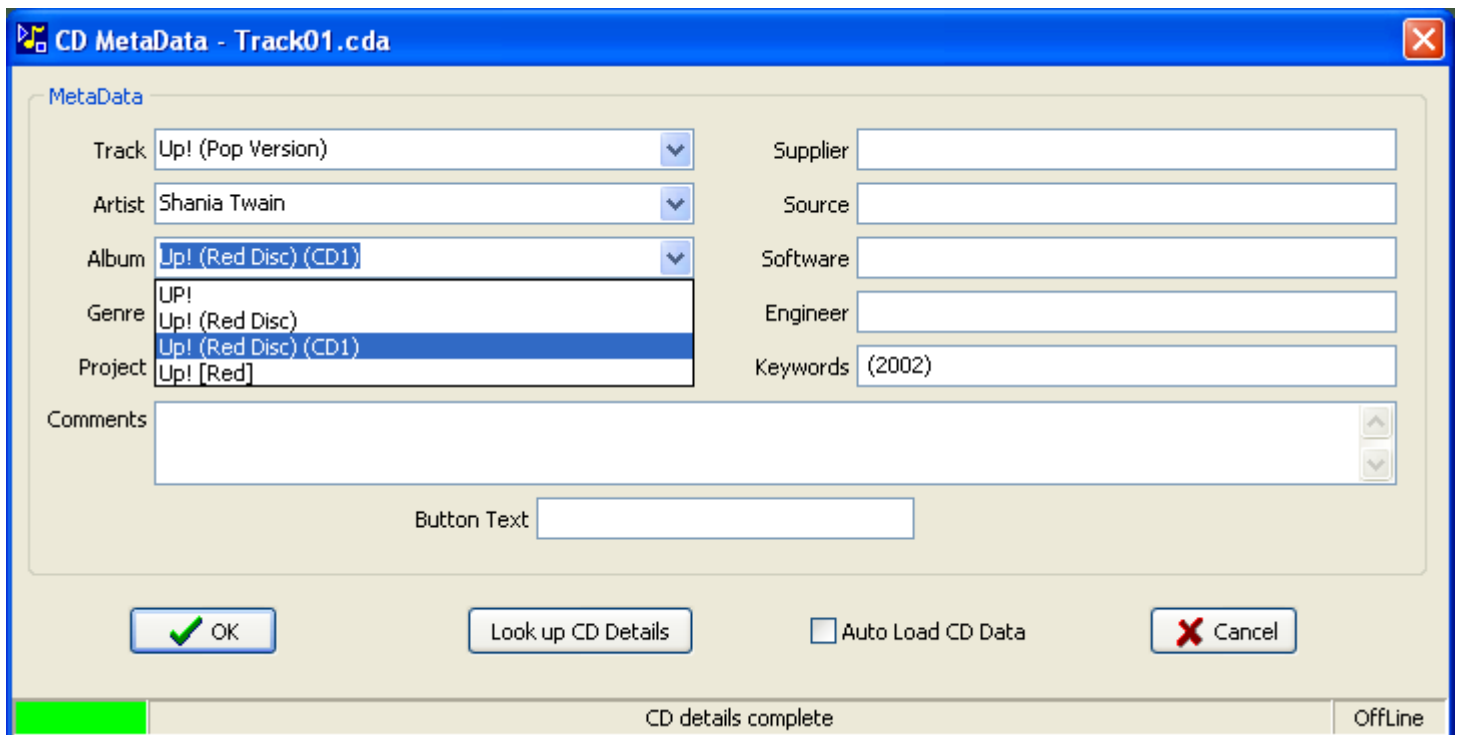 CD MetaData - Track01.cda
MetaData
Track Up! (Pop Version)
Supplier
Artist Shania Twain
Source
Album Up! (Red Disc) (CD1)
Software
UP!
Genre
Up! (Red Disc)
Engineer
Up! (Red Disc) (CD1)
Project
Up! [Red]
Keywords (2002)
Comments
Button Text
OK
Look up CD Details
Auto Load CD Data
Cancel
CD details complete
OffLine